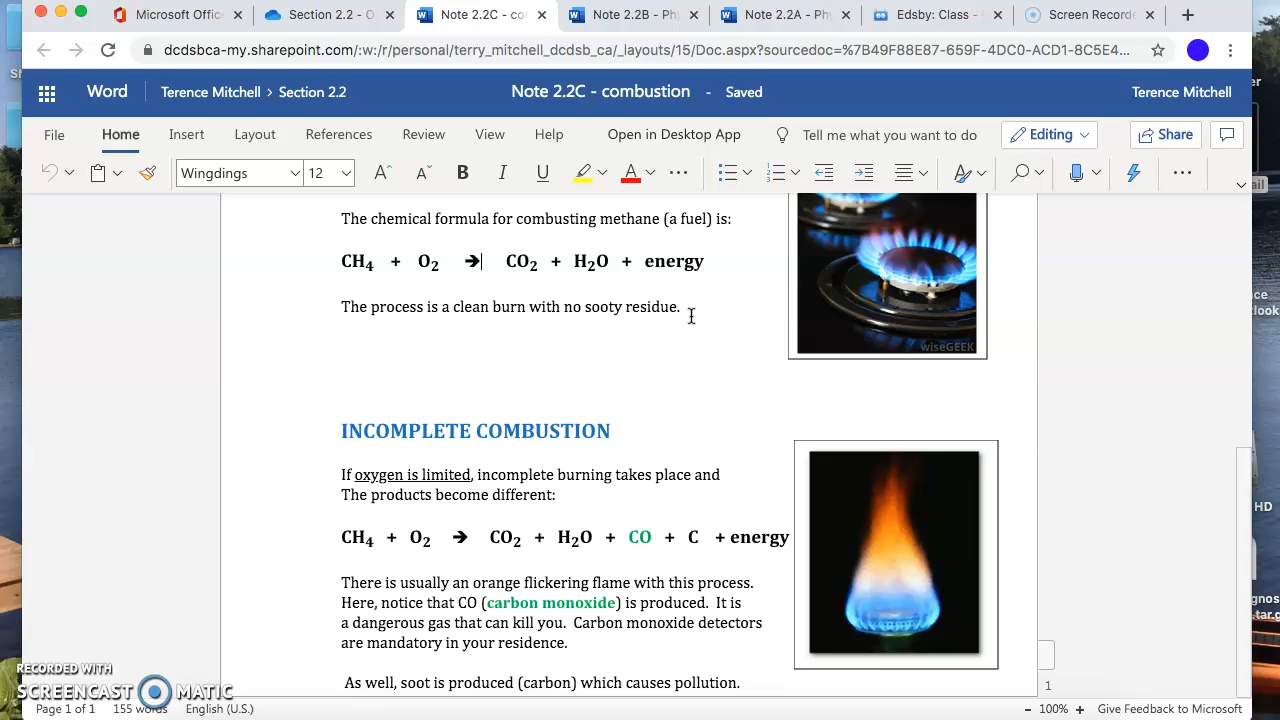 Microsoft Offic
Section 2.2 - O
Note 2.2C - cor
Note 2.2B - Phy
Note 2.2A - phy
Edsby: Class -
Screen Recorde
dcdsbca-my.sharepoint.com/:w:/r/personal/terry_mitchell_dcdsb_ca/_layouts/15/Doc.aspx?sourcedoc=%7B49F88E87-659F-4DC0-ACD1-8C5E4...
Word Terence Mitchell > Section 2.2 Note 2.2C - combustion - Saved Terence Mitchell
File Home Insert Layout References Review View Help Open in Desktop App Tell me what you want to do Editing Share
Wingdings 12 A A B I U A
The chemical formula for combusting methane (a fuel) is:
CH4 + O2 → CO2 + H2O + energy
The process is a clean burn with no sooty residue.
wiseGEEK
INCOMPLETE COMBUSTION
If oxygen is limited, incomplete burning takes place and
The products become different:
CH4 + O2 → CO2 + H2O + CO + C + energy
There is usually an orange flickering flame with this process.
Here, notice that CO (carbon monoxide) is produced. It is
a dangerous gas that can kill you. Carbon monoxide detectors
are mandatory in your residence.
As well, soot is produced (carbon) which causes pollution.
1
RECORDED WITH
SCREENCAST MATIC
Page 1 of 1 155 words English (U.S.) - 100% + Give Feedback to Microsoft
HD